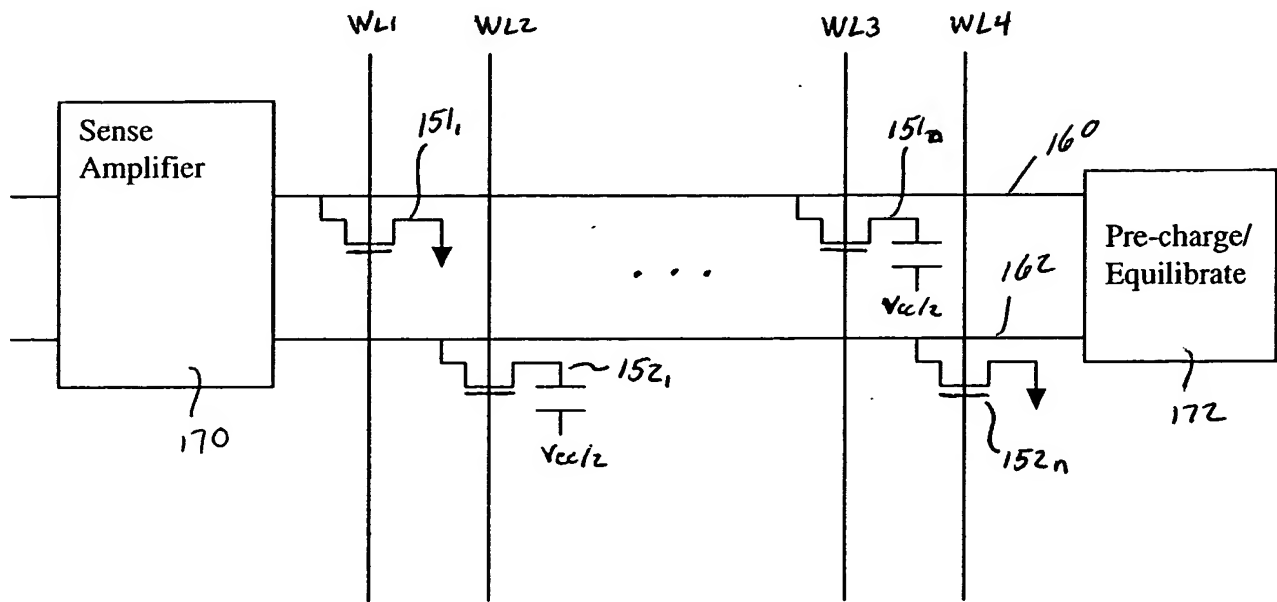 WL1 WL2 WL3 WL4
Sense
Amplifier
151₁
151ₙ
160
Pre-charge/
Equilibrate
162
Vcc/2
152₁
Vcc/2
170
152ₙ
172